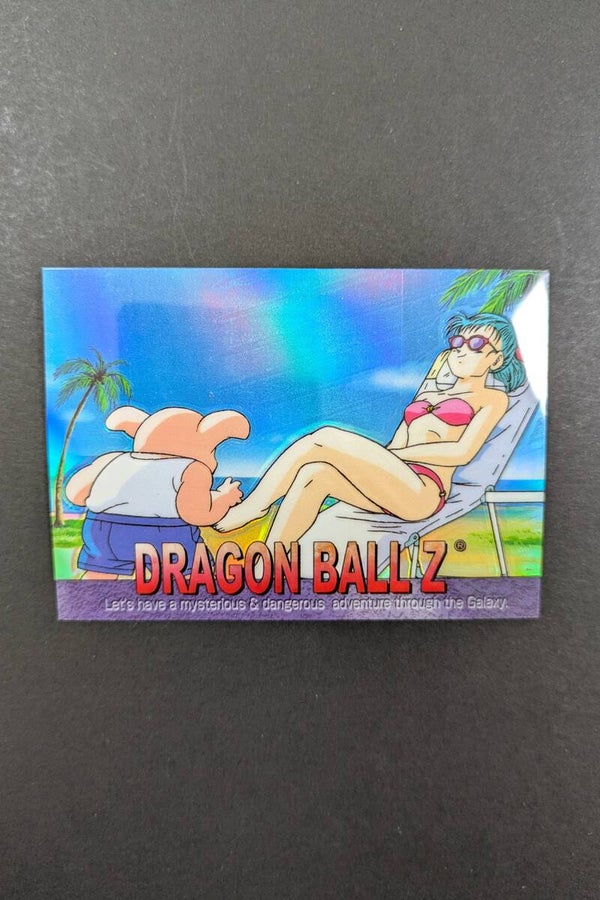 DRAGON BALL Z ®
Let's have a mysterious & dangerous adventure through the Galaxy.